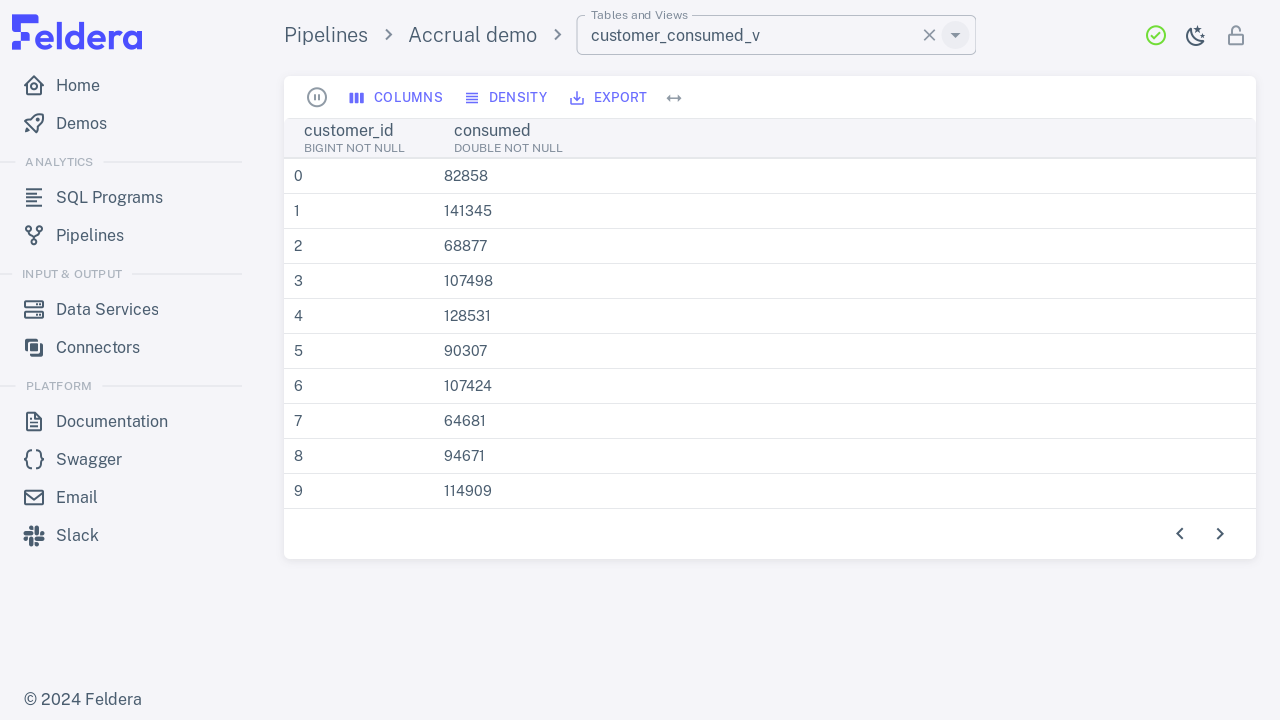 Feldera
Pipelines
Accrual demo
Tables and Views
customer_consumed_v
Home
Demos
ANALYTICS
SQL Programs
Pipelines
INPUT & OUTPUT
Data Services
Connectors
PLATFORM
Documentation
Swagger
Email
Slack
© 2024 Feldera
COLUMNS DENSITY EXPORT
customer_id consumed
BIGINT NOT NULL DOUBLE NOT NULL
0 82858
1 141345
2 68877
3 107498
4 128531
5 90307
6 107424
7 64681
8 94671
9 114909